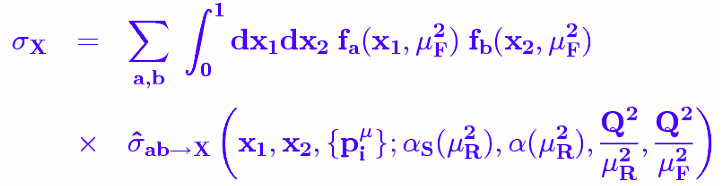 σ_X = ∑_{a,b} ∫_0^1 dx_1 dx_2 f_a(x_1, μ_F^2) f_b(x_2, μ_F^2)
× σ̂_{ab→X} ( x_1, x_2, {p_i^μ}; α_S(μ_R^2), α(μ_R^2), Q^2/μ_R^2, Q^2/μ_F^2 )